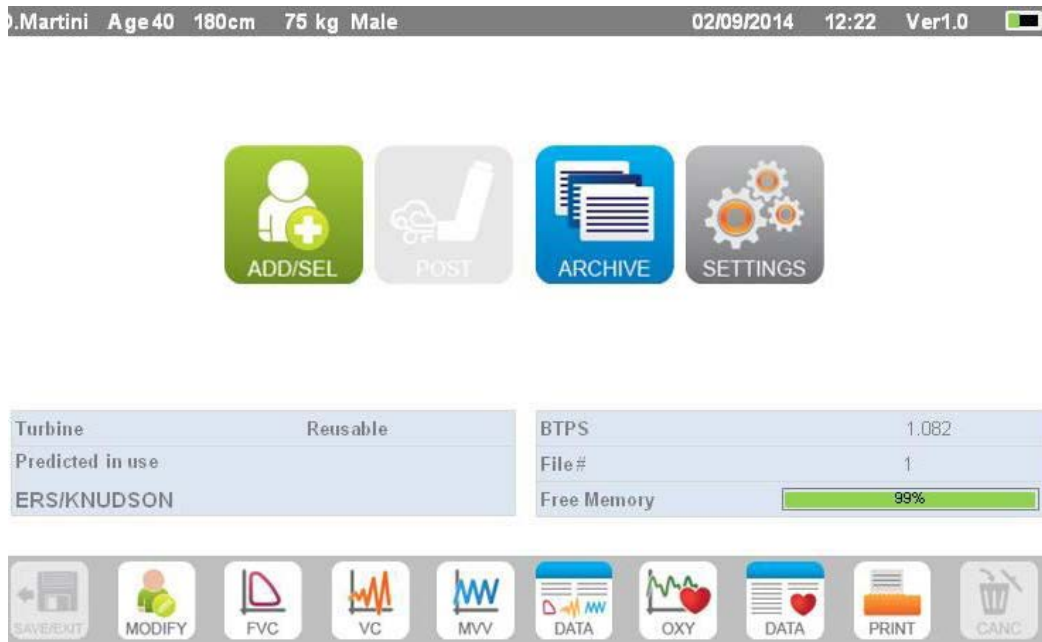 .Martini Age40 180cm 75 kg Male 02/09/2014 12:22 Ver1.0
ADD/SEL POST ARCHIVE SETTINGS
Turbine Reusable
Predicted in use
ERS/KNUDSON
BTPS 1.082
File# 1
Free Memory 99%
SAVE/EXIT MODIFY FVC VC MVV DATA OXY DATA PRINT CANC